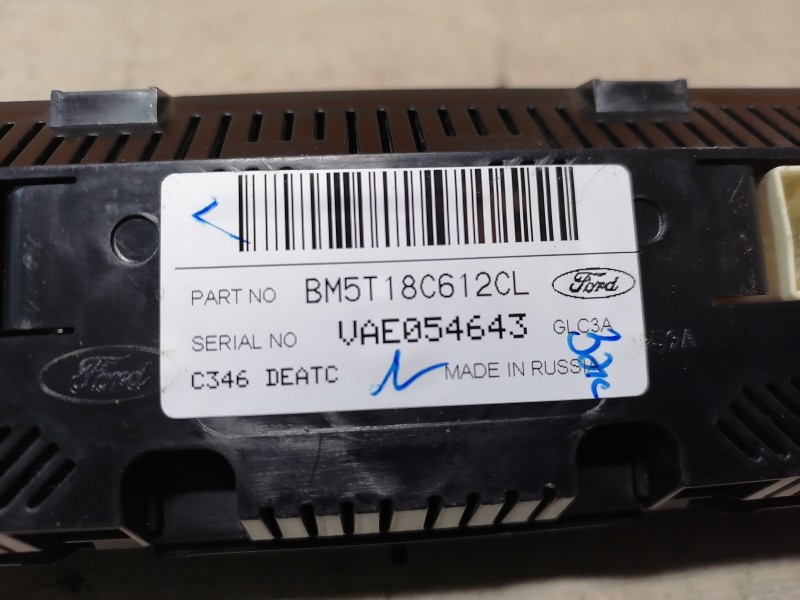 PART NO BM5T18C612CL Ford
SERIAL NO VAE054643 GLC3A
C346 DEATC MADE IN RUSSIA
Ford